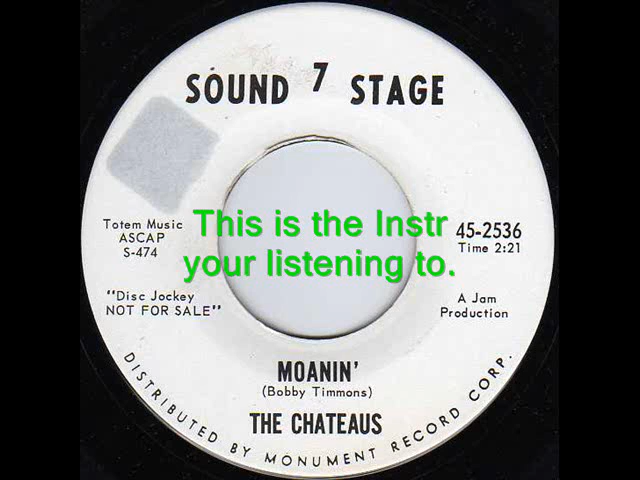 SOUND 7 STAGE
Totem Music
ASCAP
S-474
This is the Instr
your listening to.
45-2536
Time 2:21
"Disc Jockey
NOT FOR SALE"
A Jam
Production
MOANIN'
(Bobby Timmons)
THE CHATEAUS
DISTRIBUTED BY MONUMENT RECORD CORP.